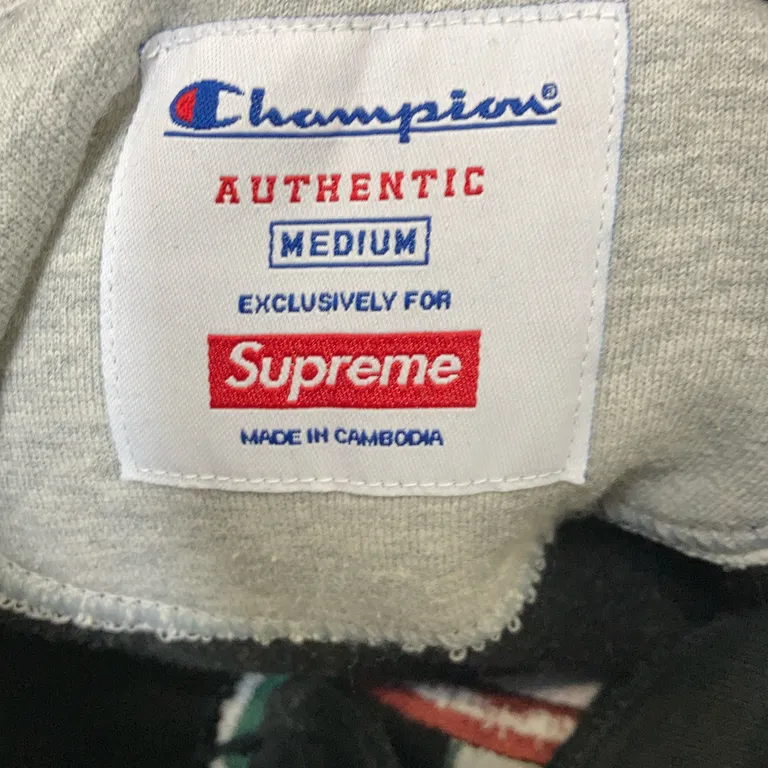 Champion®
AUTHENTIC
MEDIUM
EXCLUSIVELY FOR
Supreme
MADE IN CAMBODIA